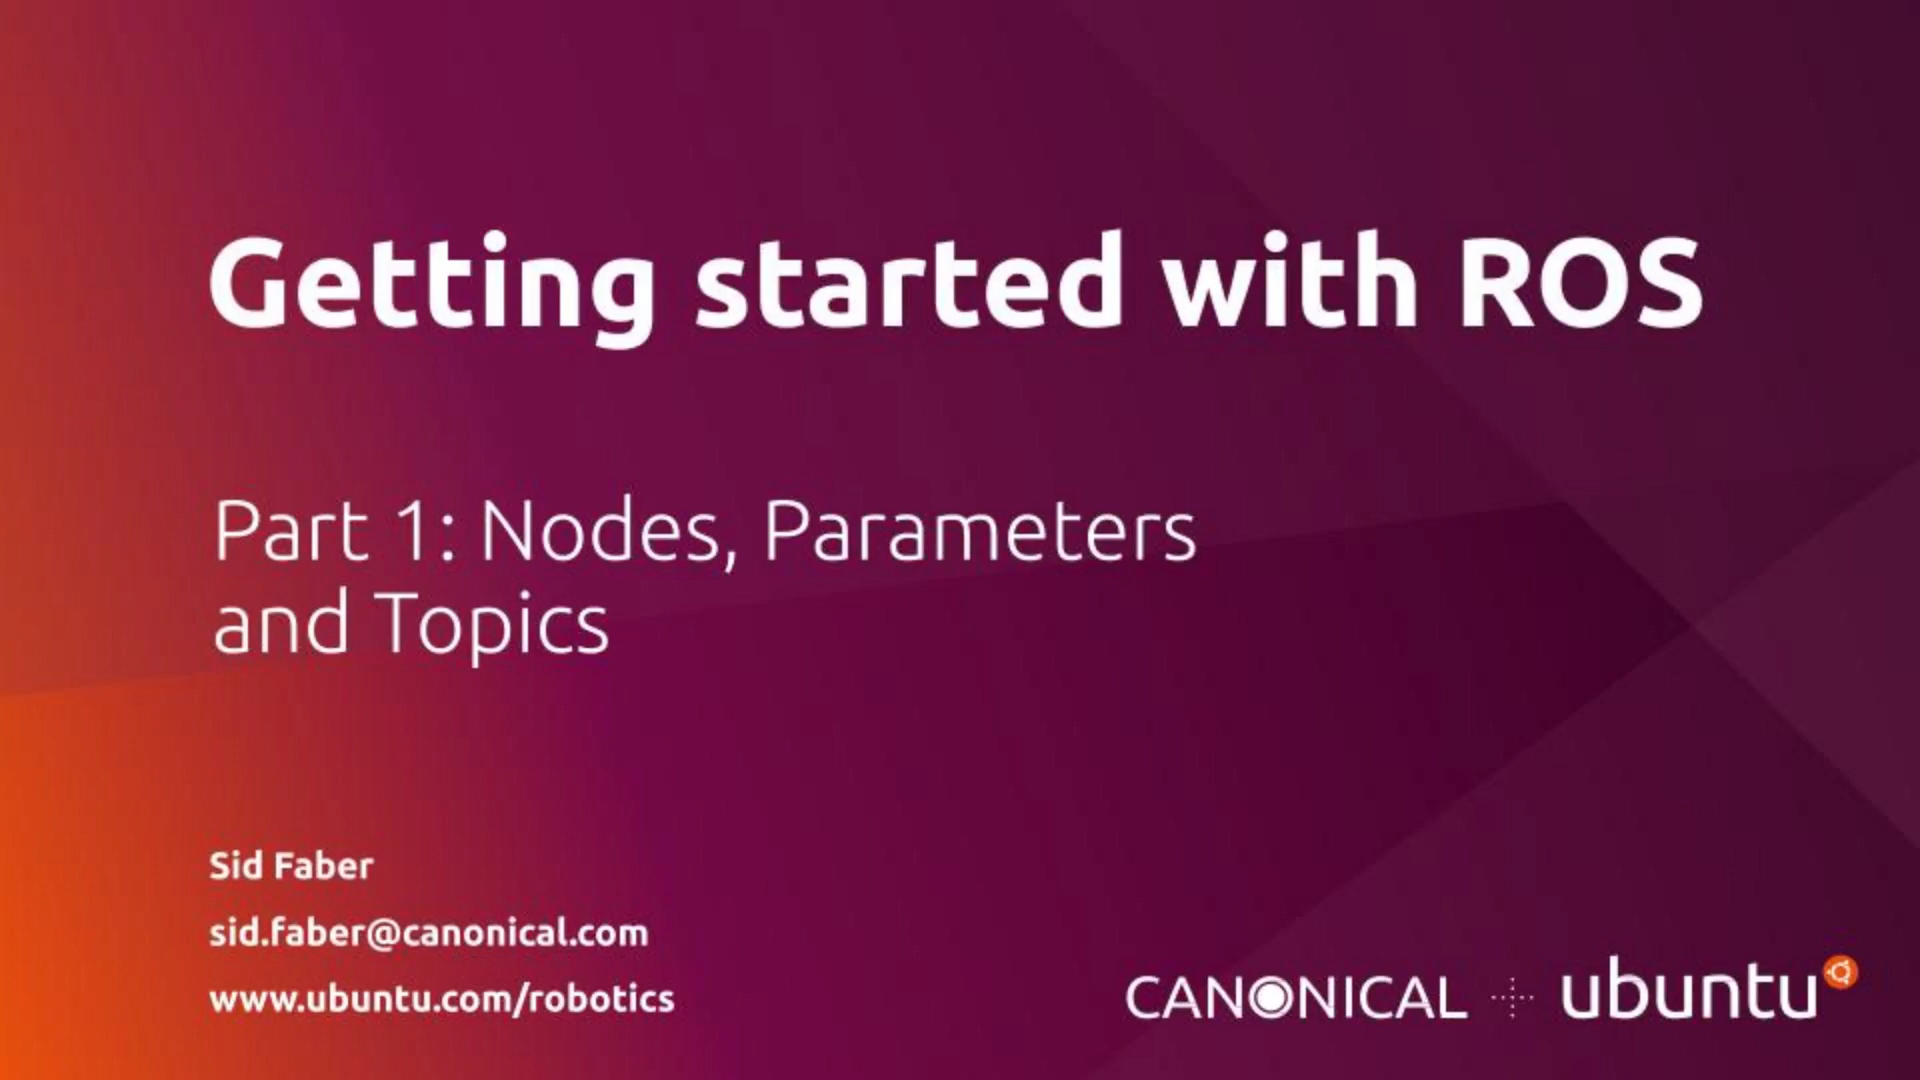 Getting started with ROS
Part 1: Nodes, Parameters
and Topics
Sid Faber
sid.faber@canonical.com
www.ubuntu.com/robotics
CANONICAL
ubuntu